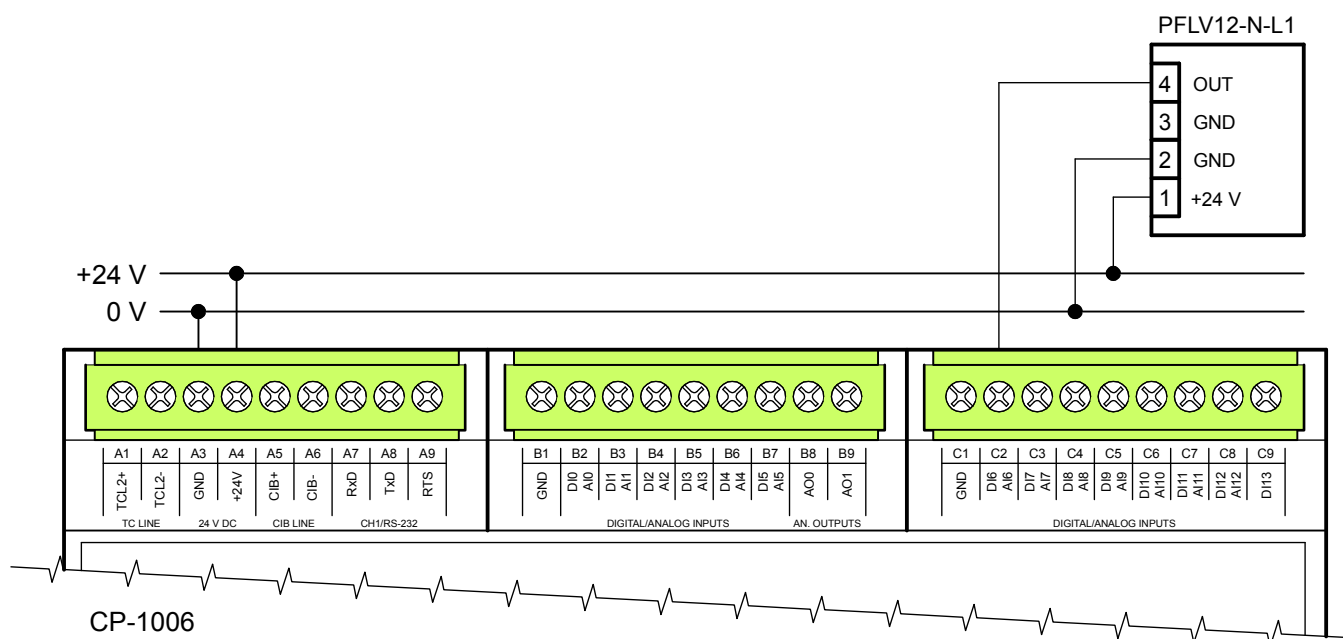 PFLV12-N-L1
4 OUT
3 GND
2 GND
1 +24 V
+24 V
0 V
A1 A2 A3 A4 A5 A6 A7 A8 A9
TCL2+ TCL2- GND +24V CIB+ CIB- RxD TxD RTS
TC LINE 24 V DC CIB LINE CH1/RS-232
B1 B2 B3 B4 B5 B6 B7 B8 B9
GND DI0 DI1 DI2 DI3 DI4 DI5 AO0 AO1
AI0 AI1 AI2 AI3 AI4 AI5
DIGITAL/ANALOG INPUTS AN. OUTPUTS
C1 C2 C3 C4 C5 C6 C7 C8 C9
GND DI6 DI7 DI8 DI9 DI10 DI11 DI12 DI13
AI6 AI7 AI8 AI9 AI10 AI11 AI12
DIGITAL/ANALOG INPUTS
CP-1006